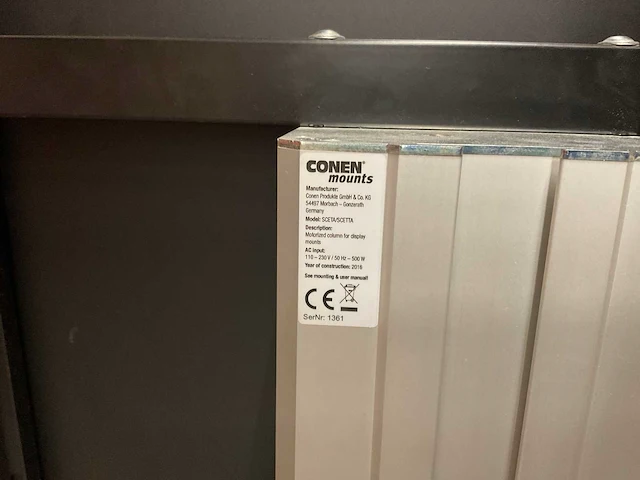 CONEN®
mounts
Manufacturer:
Conen Produkte GmbH & Co. KG
54497 Morbach - Gonzerath
Germany
Model: SCETA/SCETTA
Description:
Motorized column for display
mounts
AC input:
110 – 230 V / 50 Hz – 500 W
Year of construction: 2016
See mounting & user manual!
CE
SerNr: 1361